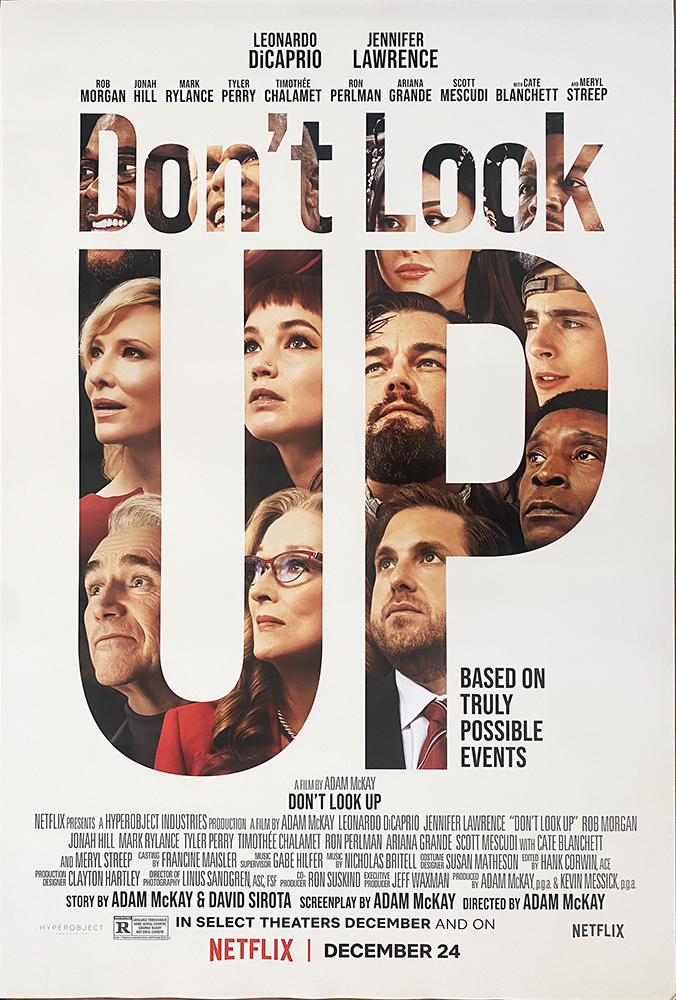 LEONARDO DiCAPRIO JENNIFER LAWRENCE
ROB MORGAN JONAH HILL MARK RYLANCE TYLER PERRY TIMOTHÉE CHALAMET RON PERLMAN ARIANA GRANDE SCOTT MESCUDI WITH CATE BLANCHETT AND MERYL STREEP
Don't Look
UP
BASED ON
TRULY
POSSIBLE
EVENTS
A FILM BY ADAM McKAY
DON'T LOOK UP
NETFLIX PRESENTS A HYPEROBJECT INDUSTRIES PRODUCTION A FILM BY ADAM McKAY LEONARDO DiCAPRIO JENNIFER LAWRENCE "DON'T LOOK UP" ROB MORGAN
JONAH HILL MARK RYLANCE TYLER PERRY TIMOTHÉE CHALAMET RON PERLMAN ARIANA GRANDE SCOTT MESCUDI WITH CATE BLANCHETT
AND MERYL STREEP CASTING BY FRANCINE MAISLER MUSIC SUPERVISOR GABE HILFER MUSIC BY NICHOLAS BRITELL COSTUME DESIGNER SUSAN MATHESON EDITED BY HANK CORWIN, ACE
PRODUCTION DESIGNER CLAYTON HARTLEY DIRECTOR OF PHOTOGRAPHY LINUS SANDGREN, ASC, FSF CO-PRODUCER RON SUSKIND EXECUTIVE PRODUCER JEFF WAXMAN PRODUCED BY ADAM McKAY, p.g.a. & KEVIN MESSICK, p.g.a.
STORY BY ADAM McKAY & DAVID SIROTA SCREENPLAY BY ADAM McKAY DIRECTED BY ADAM McKAY
HYPEROBJECT INDUSTRIES
R
IN SELECT THEATERS DECEMBER AND ON
NETFLIX | DECEMBER 24
NETFLIX